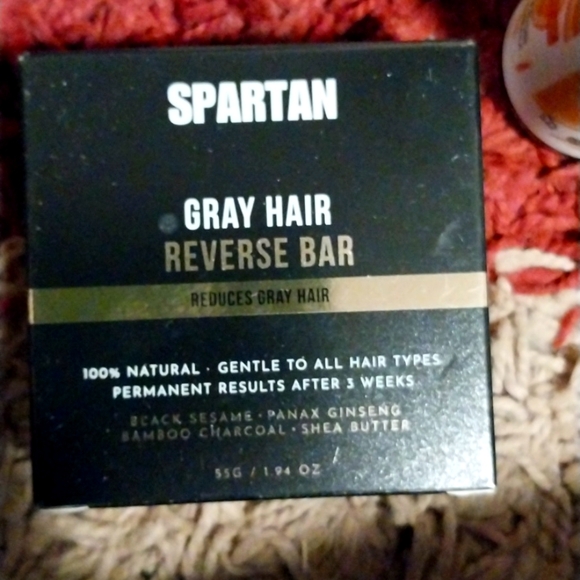 SPARTAN
GRAY HAIR
REVERSE BAR
REDUCES GRAY HAIR
100% NATURAL · GENTLE TO ALL HAIR TYPES
PERMANENT RESULTS AFTER 3 WEEKS
BLACK SESAME · PANAX GINSENG
BAMBOO CHARCOAL · SHEA BUTTER
55G / 1.94 OZ